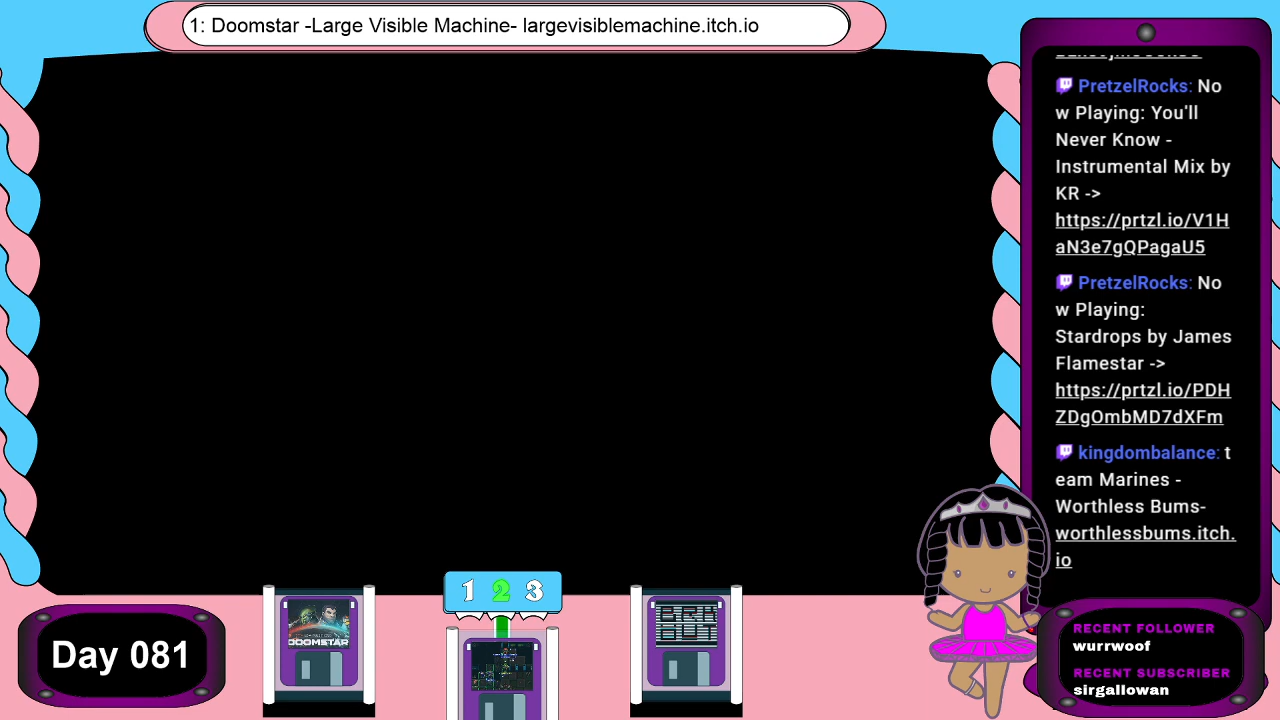 1: Doomstar -Large Visible Machine- largevisiblemachine.itch.io
PretzelRocks: No
w Playing: You'll
Never Know -
Instrumental Mix by
KR ->
https://prtzl.io/V1H
aN3e7gQPagaU5
PretzelRocks: No
w Playing:
Stardrops by James
Flamestar ->
https://prtzl.io/PDH
ZDgOmbMD7dXFm
kingdombalance: t
eam Marines -
Worthless Bums-
worthlessbums.itch.
io
1 2 3
DOOMSTAR
Day 081
RECENT FOLLOWER
wurrwoof
RECENT SUBSCRIBER
sirgallowan